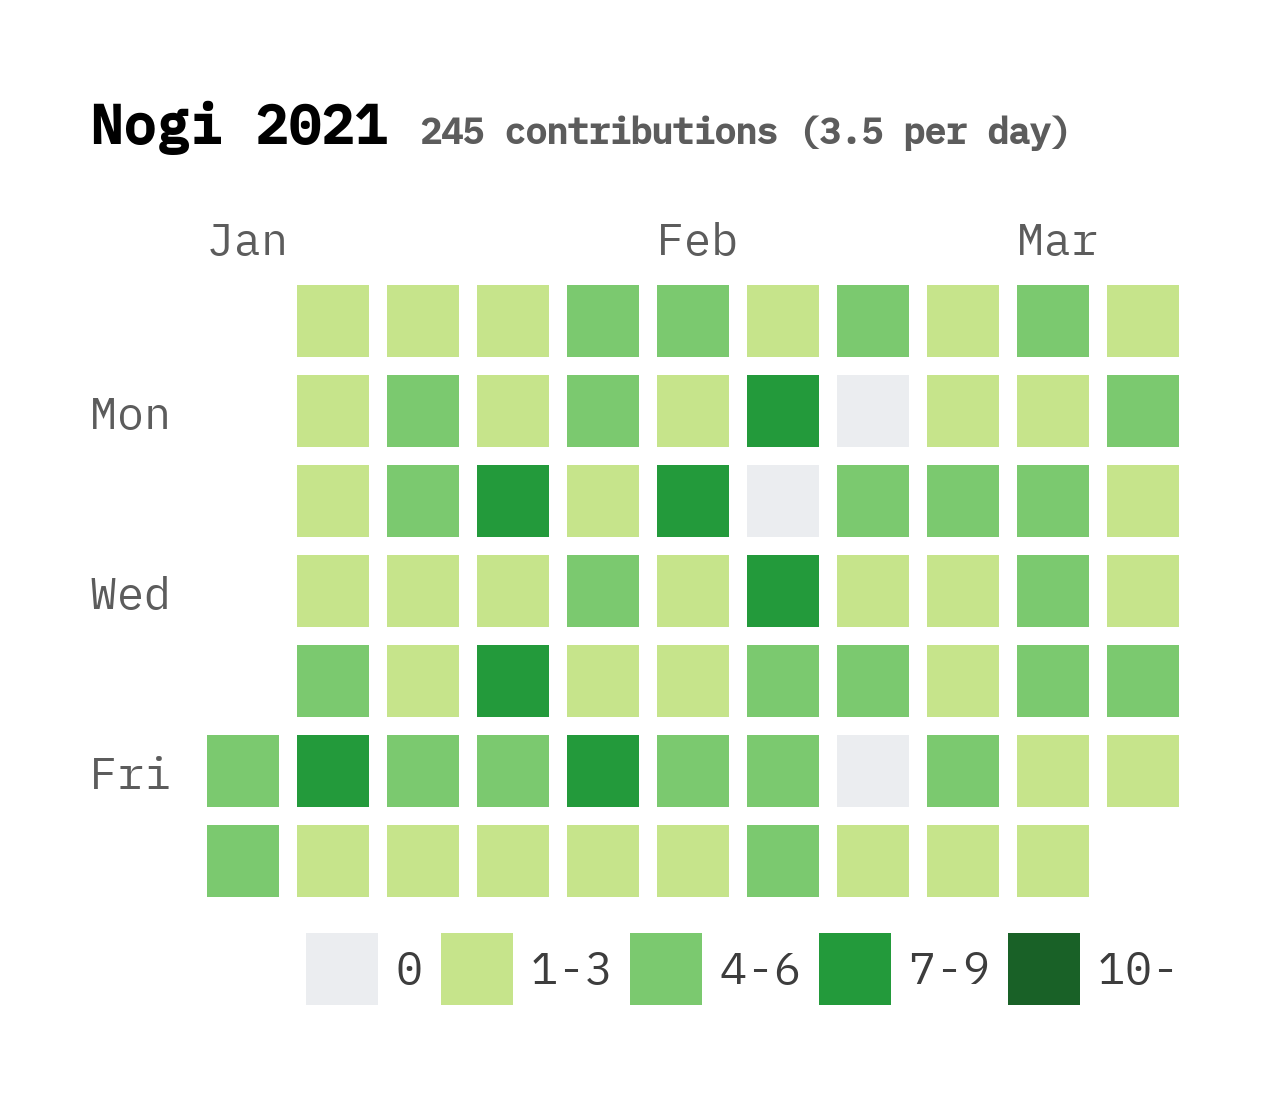 Nogi 2021 245 contributions (3.5 per day)
Jan Feb Mar
Mon
Wed
Fri
0 1-3 4-6 7-9 10-